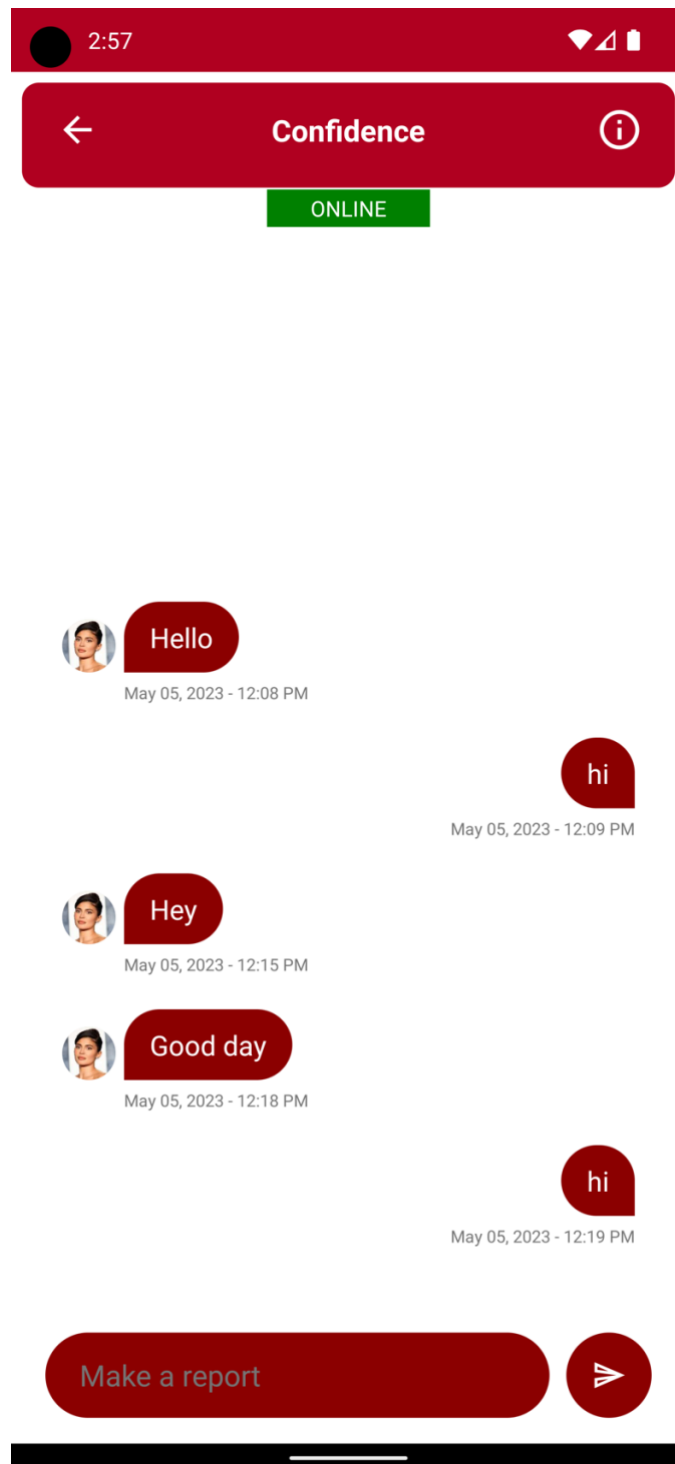 2:57
Confidence
ONLINE
Hello
May 05, 2023 - 12:08 PM
hi
May 05, 2023 - 12:09 PM
Hey
May 05, 2023 - 12:15 PM
Good day
May 05, 2023 - 12:18 PM
hi
May 05, 2023 - 12:19 PM
Make a report